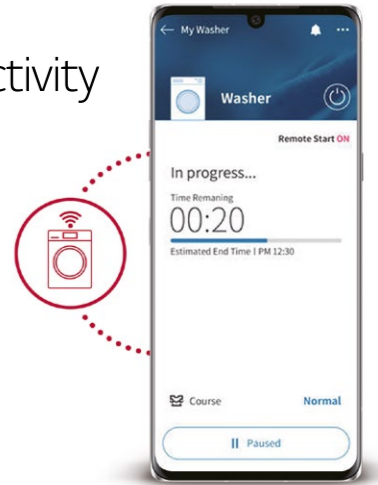 ctivity
← My Washer
Washer
Remote Start ON
In progress...
Time Remaning
00:20
Estimated End Time | PM 12:30
Course
Normal
Paused